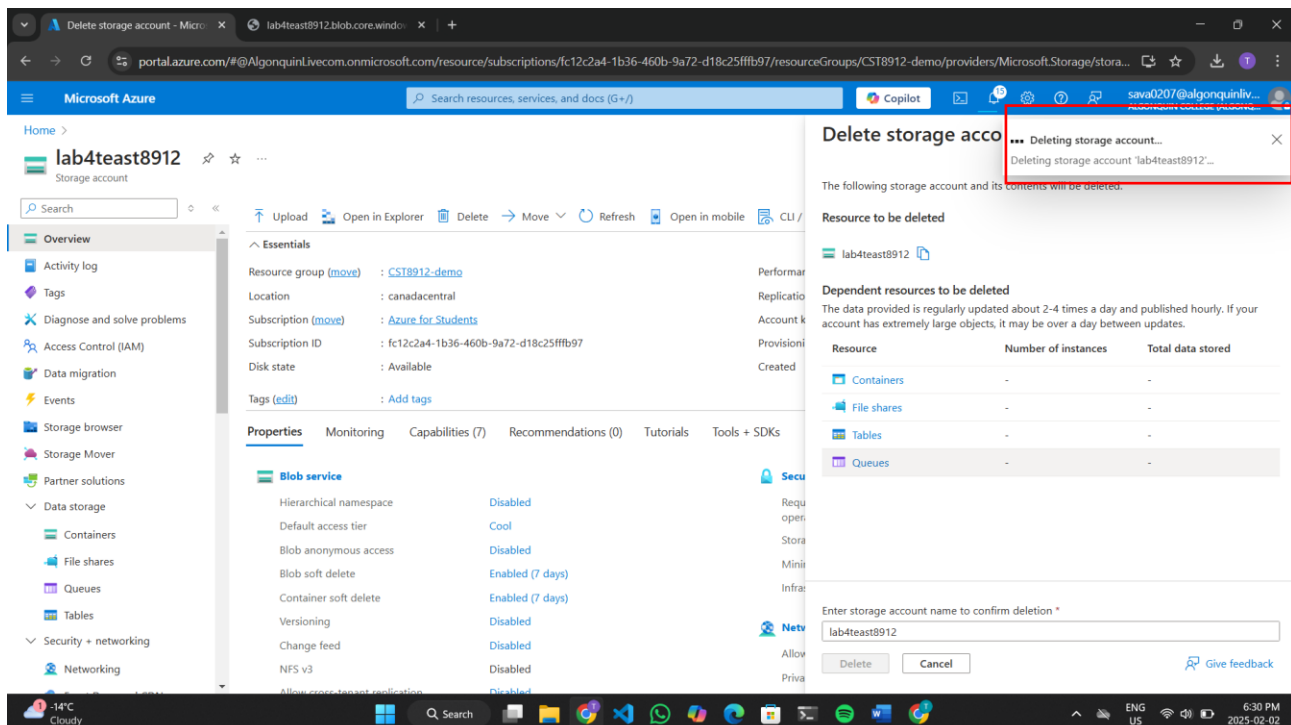 Delete storage account - Micro
lab4teast8912.blob.core.windo
portal.azure.com/#@AlgonquinLivecom.onmicrosoft.com/resource/subscriptions/fc12c2a4-1b36-460b-9a72-d18c25fffb97/resourceGroups/CST8912-demo/providers/Microsoft.Storage/stora...
T
Microsoft Azure
Search resources, services, and docs (G+/)
Copilot
15
sava0207@algonquinliv...
Home >
lab4teast8912
Storage account
Search
Overview
Activity log
Tags
Diagnose and solve problems
Access Control (IAM)
Data migration
Events
Storage browser
Storage Mover
Partner solutions
Data storage
Containers
File shares
Queues
Tables
Security + networking
Networking
Upload
Open in Explorer
Delete
Move
Refresh
Open in mobile
CLI /
Essentials
Resource group (move) : CST8912-demo
Location : canadacentral
Subscription (move) : Azure for Students
Subscription ID : fc12c2a4-1b36-460b-9a72-d18c25fffb97
Disk state : Available
Tags (edit) : Add tags
Performan
Replicatio
Account k
Provisioni
Created
Properties
Monitoring
Capabilities (7)
Recommendations (0)
Tutorials
Tools + SDKs
Blob service
Hierarchical namespace Disabled
Default access tier Cool
Blob anonymous access Disabled
Blob soft delete Enabled (7 days)
Container soft delete Enabled (7 days)
Versioning Disabled
Change feed Disabled
NFS v3 Disabled
Allow cross-tenant replication Disabled
Secu
Requ
opera
Stora
Minin
Infras
Netw
Allow
Priva
Delete storage acco
Deleting storage account...
Deleting storage account 'lab4teast8912'...
The following storage account and its contents will be deleted.
Resource to be deleted
lab4teast8912
Dependent resources to be deleted
The data provided is regularly updated about 2-4 times a day and published hourly. If your
account has extremely large objects, it may be over a day between updates.
Resource Number of instances Total data stored
Containers - -
File shares - -
Tables - -
Queues - -
Enter storage account name to confirm deletion *
lab4teast8912
Delete
Cancel
Give feedback
1
-14°C
Cloudy
Search
ENG
US
6:30 PM
2025-02-02